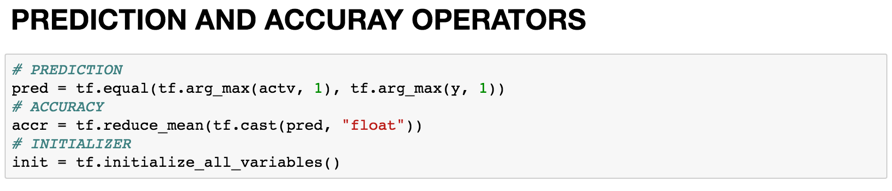 PREDICTION AND ACCURAY OPERATORS
# PREDICTION
pred = tf.equal(tf.arg_max(actv, 1), tf.arg_max(y, 1))
# ACCURACY
accr = tf.reduce_mean(tf.cast(pred, "float"))
# INITIALIZER
init = tf.initialize_all_variables()